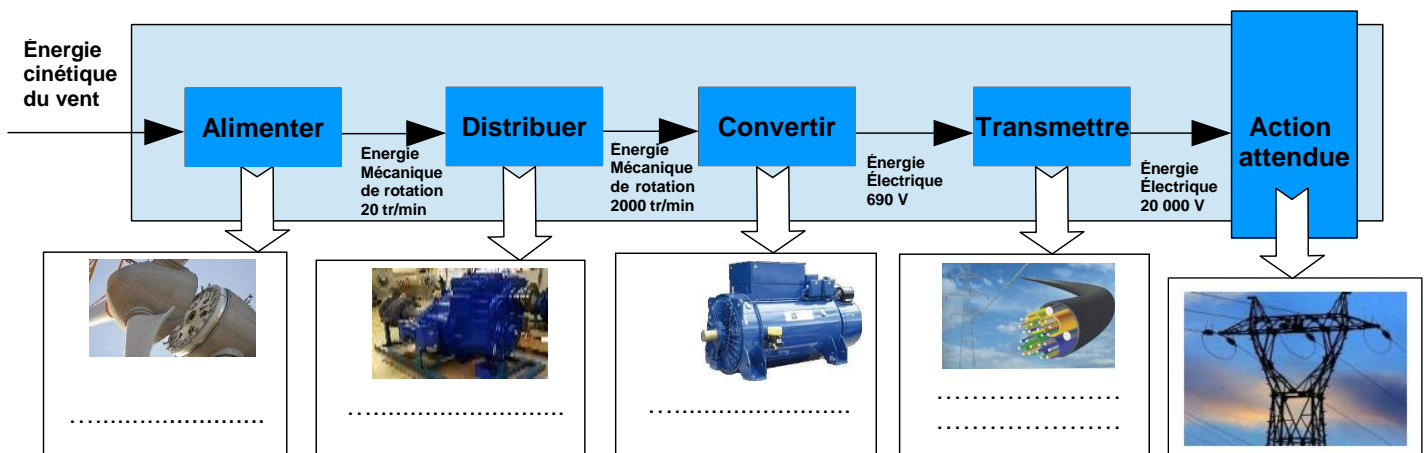 Énergie
cinétique
du vent
Alimenter
Energie
Mécanique
de rotation
20 tr/min
Distribuer
Energie
Mécanique
de rotation
2000 tr/min
Convertir
Énergie
Électrique
690 V
Transmettre
Énergie
Électrique
20 000 V
Action
attendue
............................
...............................
.............................
......................
......................